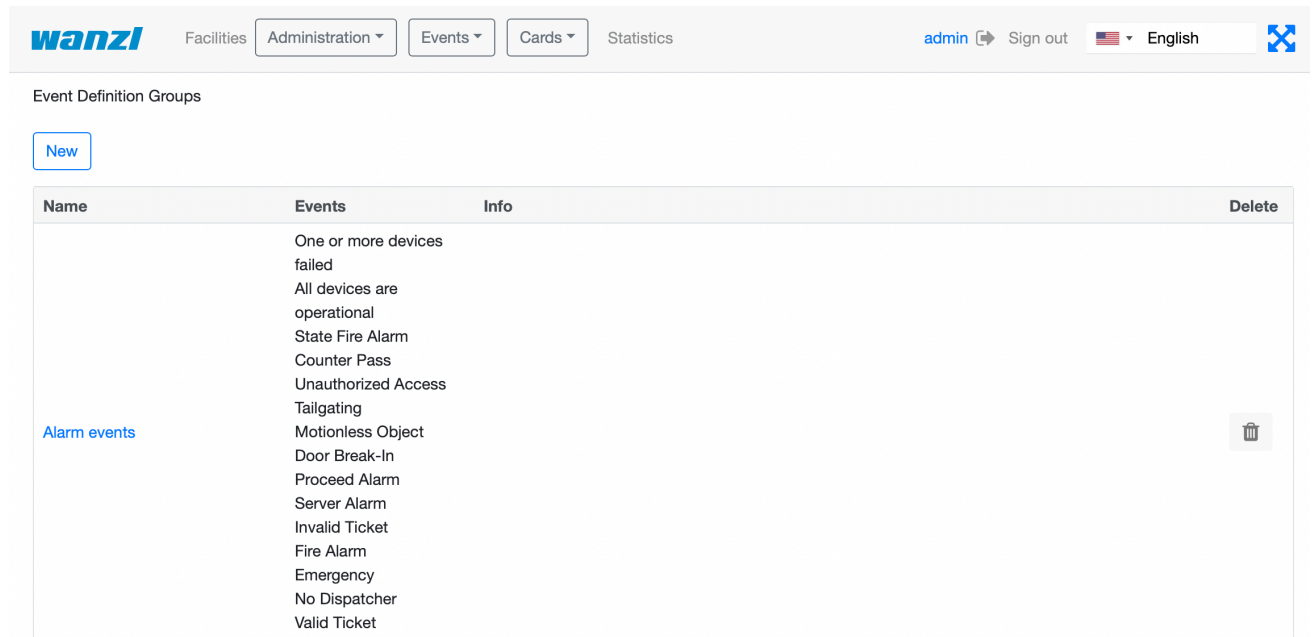 wanzl Facilities Administration Events Cards Statistics admin Sign out English
Event Definition Groups
New
Name Events Info Delete
One or more devices
failed
All devices are
operational
State Fire Alarm
Counter Pass
Unauthorized Access
Tailgating
Alarm events Motionless Object
Door Break-In
Proceed Alarm
Server Alarm
Invalid Ticket
Fire Alarm
Emergency
No Dispatcher
Valid Ticket